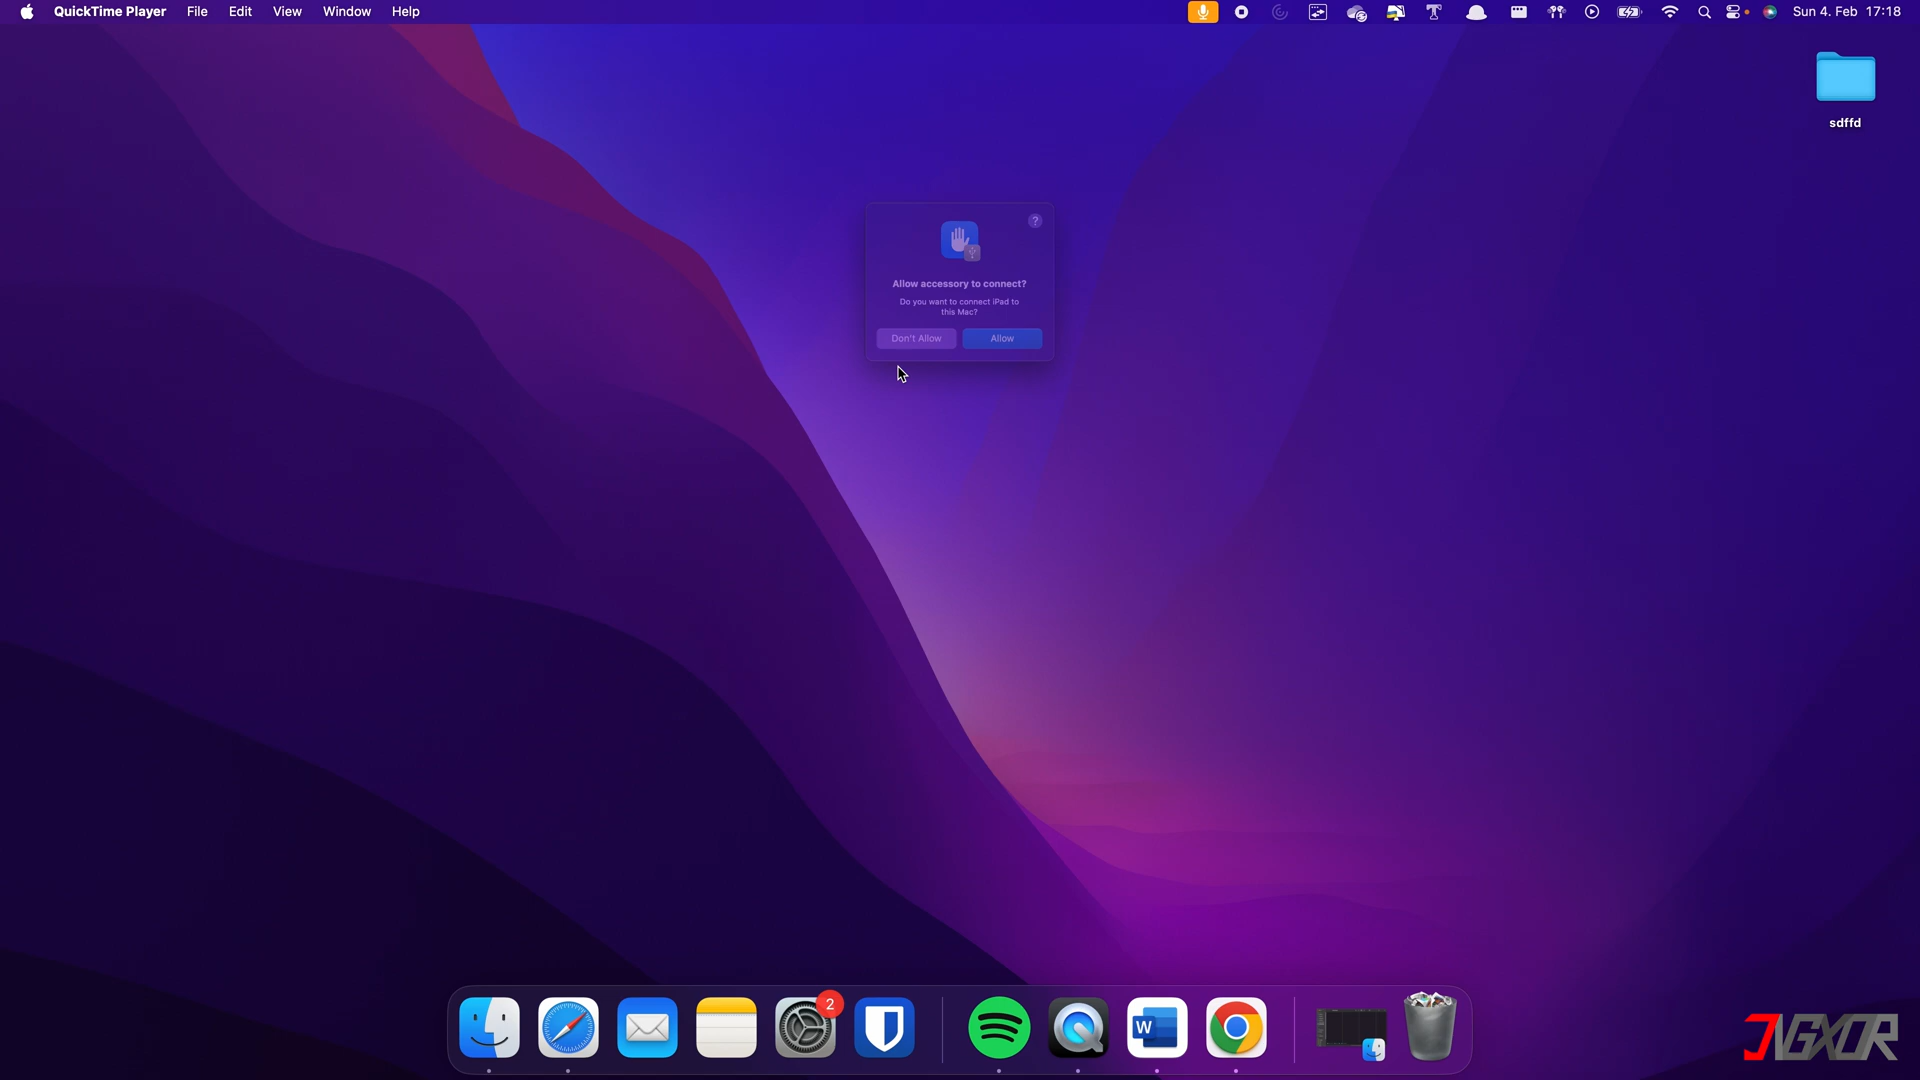 QuickTime Player File Edit View Window Help Sun 4. Feb 17:18
sdffd
?
Allow accessory to connect?
Do you want to connect iPad to
this Mac?
Don't Allow Allow
2
W
JVGXOR